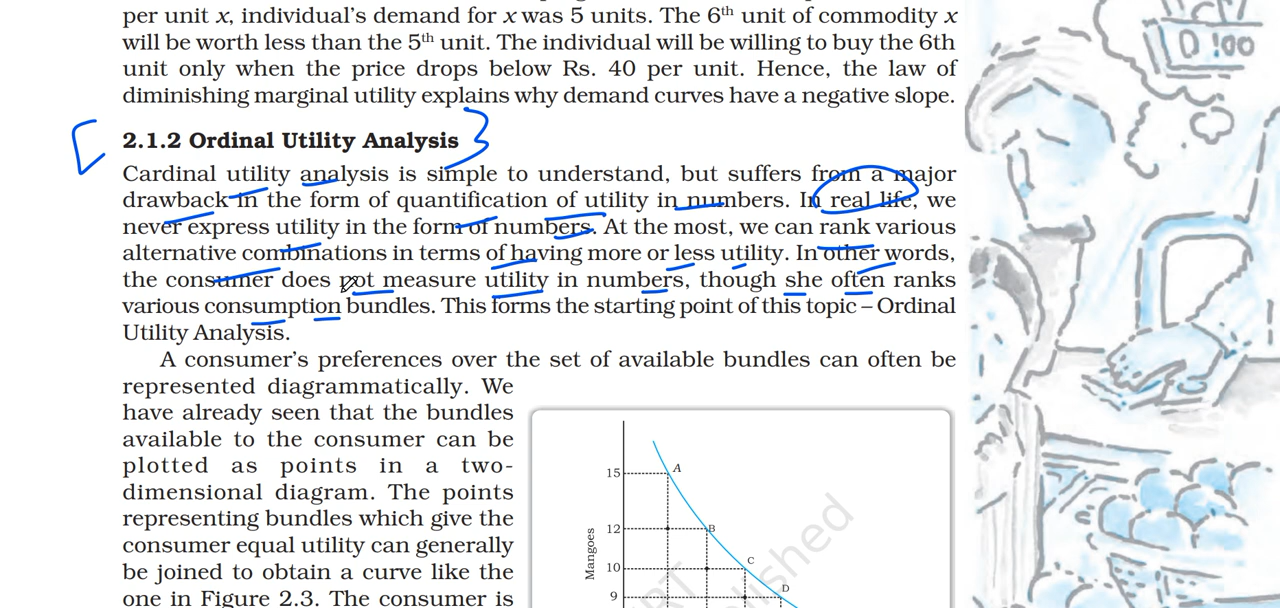 per unit x, individual's demand for x was 5 units. The 6th unit of commodity x
will be worth less than the 5th unit. The individual will be willing to buy the 6th
unit only when the price drops below Rs. 40 per unit. Hence, the law of
diminishing marginal utility explains why demand curves have a negative slope.
2.1.2 Ordinal Utility Analysis
Cardinal utility analysis is simple to understand, but suffers from a major
drawback in the form of quantification of utility in numbers. In real life, we
never express utility in the form of numbers. At the most, we can rank various
alternative combinations in terms of having more or less utility. In other words,
the consumer does not measure utility in numbers, though she often ranks
various consumption bundles. This forms the starting point of this topic – Ordinal
Utility Analysis.
A consumer's preferences over the set of available bundles can often be
represented diagrammatically. We
have already seen that the bundles
available to the consumer can be
plotted as points in a two-
dimensional diagram. The points
representing bundles which give the
consumer equal utility can generally
be joined to obtain a curve like the
one in Figure 2.3. The consumer is
15
A
12
B
Mangoes
10
C
9
D